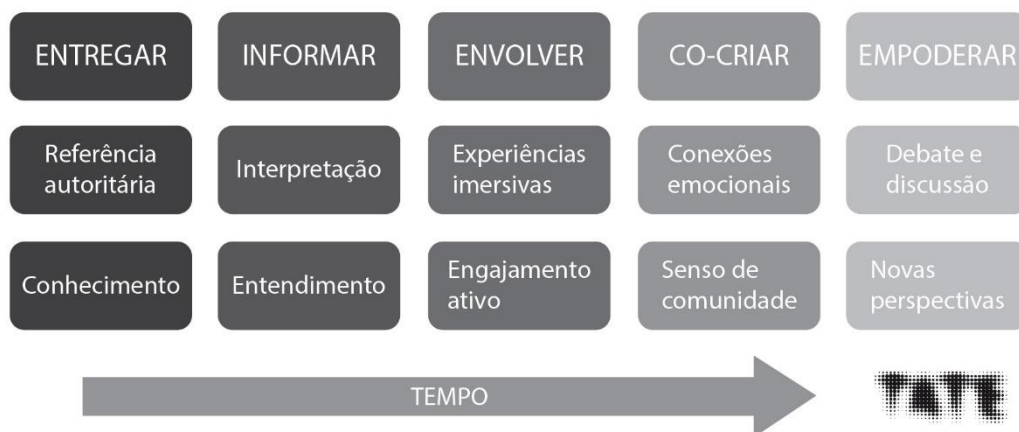 ENTREGAR
INFORMAR
ENVOLVER
CO-CRIAR
EMPODERAR
Referência
autoritária
Interpretação
Experiências
imersivas
Conexões
emocionais
Debate e
discussão
Conhecimento
Entendimento
Engajamento
ativo
Senso de
comunidade
Novas
perspectivas
TEMPO
TATE